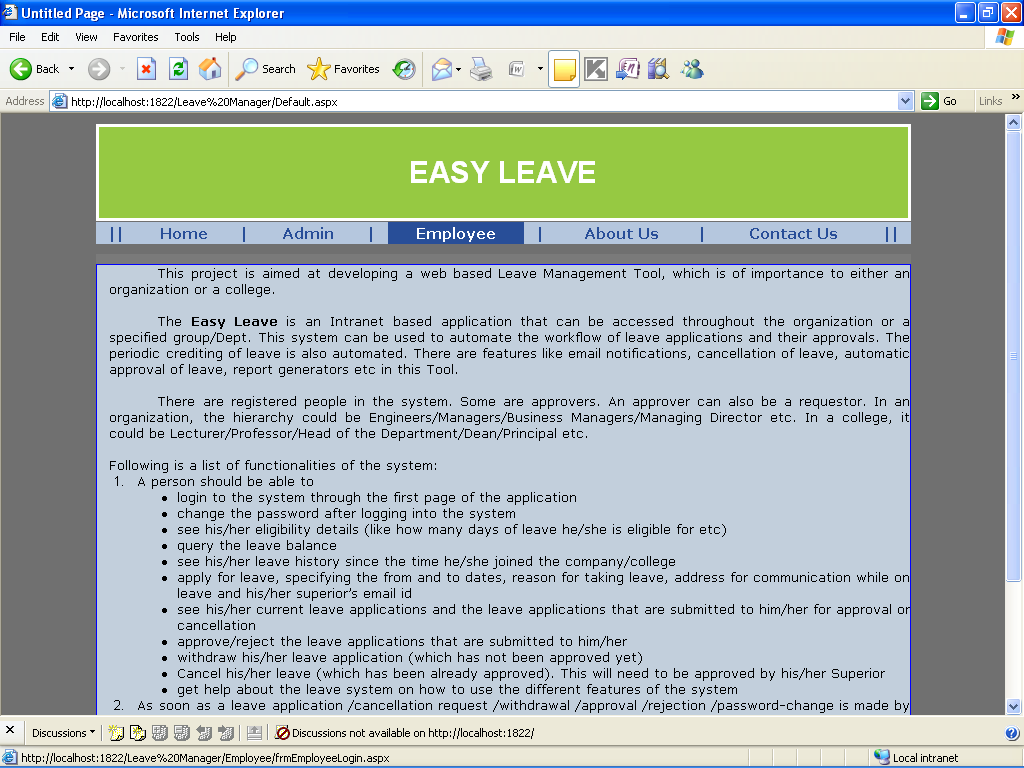 Untitled Page - Microsoft Internet Explorer
File Edit View Favorites Tools Help
Back Search Favorites
Address http://localhost:1822/Leave%20Manager/Default.aspx Go Links »
EASY LEAVE
|| Home | Admin | Employee | About Us | Contact Us ||
This project is aimed at developing a web based Leave Management Tool, which is of importance to either an
organization or a college.
The Easy Leave is an Intranet based application that can be accessed throughout the organization or a
specified group/Dept. This system can be used to automate the workflow of leave applications and their approvals. The
periodic crediting of leave is also automated. There are features like email notifications, cancellation of leave, automatic
approval of leave, report generators etc in this Tool.
There are registered people in the system. Some are approvers. An approver can also be a requestor. In an
organization, the hierarchy could be Engineers/Managers/Business Managers/Managing Director etc. In a college, it
could be Lecturer/Professor/Head of the Department/Dean/Principal etc.
Following is a list of functionalities of the system:
1. A person should be able to
• login to the system through the first page of the application
• change the password after logging into the system
• see his/her eligibility details (like how many days of leave he/she is eligible for etc)
• query the leave balance
• see his/her leave history since the time he/she joined the company/college
• apply for leave, specifying the from and to dates, reason for taking leave, address for communication while on
leave and his/her superior's email id
• see his/her current leave applications and the leave applications that are submitted to him/her for approval or
cancellation
• approve/reject the leave applications that are submitted to him/her
• withdraw his/her leave application (which has not been approved yet)
• Cancel his/her leave (which has been already approved). This will need to be approved by his/her Superior
• get help about the leave system on how to use the different features of the system
2. As soon as a leave application /cancellation request /withdrawal /approval /rejection /password-change is made by
Discussions Discussions not available on http://localhost:1822/
http://localhost:1822/Leave%20Manager/Employee/frmEmployeeLogin.aspx Local intranet